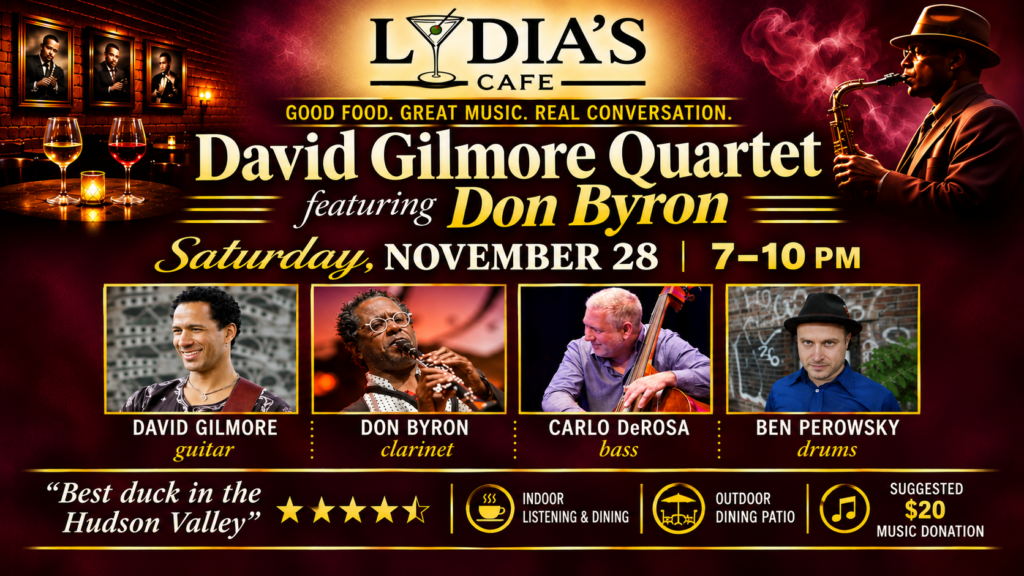 LYDIA'S
CAFE
GOOD FOOD. GREAT MUSIC. REAL CONVERSATION.
David Gilmore Quartet
featuring Don Byron
Saturday, NOVEMBER 28 | 7–10 PM
DAVID GILMORE
guitar
DON BYRON
clarinet
CARLO DeROSA
bass
BEN PEROWSKY
drums
“Best duck in the
Hudson Valley”
INDOOR
LISTENING & DINING
OUTDOOR
DINING PATIO
SUGGESTED
$20
MUSIC DONATION